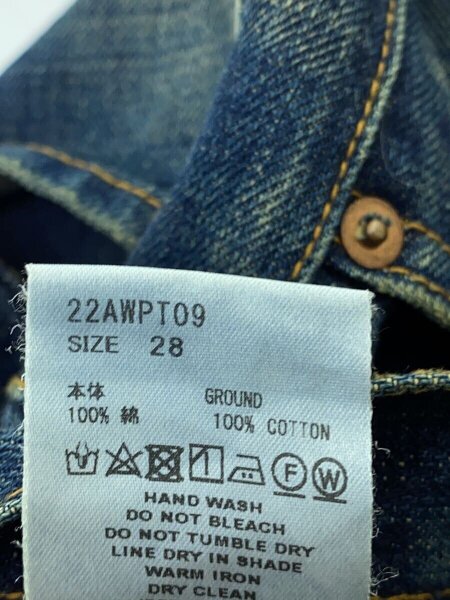 22AWPT09
SIZE 28
本体 GROUND
100% 綿 100% COTTON
F W
HAND WASH
DO NOT BLEACH
DO NOT TUMBLE DRY
LINE DRY IN SHADE
WARM IRON
DRY CLEAN